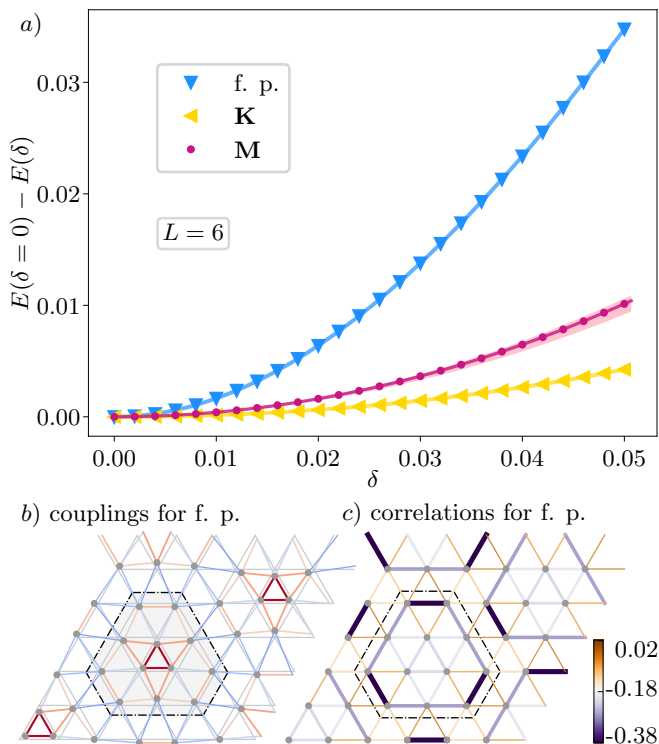 a)
E(δ = 0) − E(δ)
0.03
0.02
0.01
0.00
f. p.
K
M
L = 6
0.00 0.01 0.02 0.03 0.04 0.05
δ
b) couplings for f. p.
c) correlations for f. p.
0.02
-0.18
-0.38